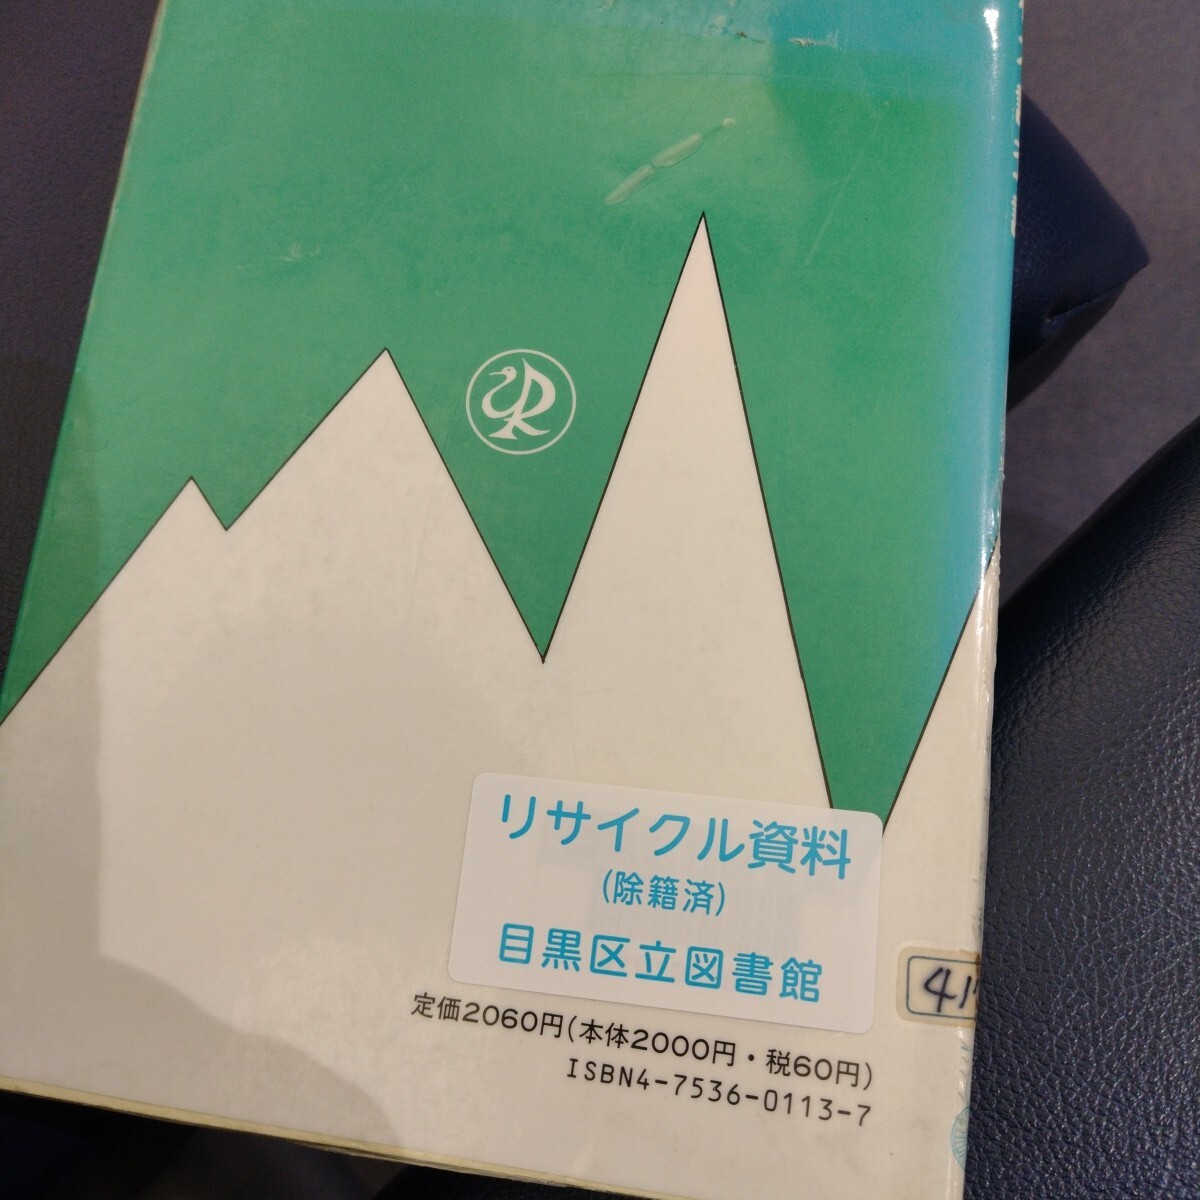 リサイクル資料
(除籍済)
目黒区立図書館
定価2060円(本体2000円・税60円)
ISBN4-7536-0113-7